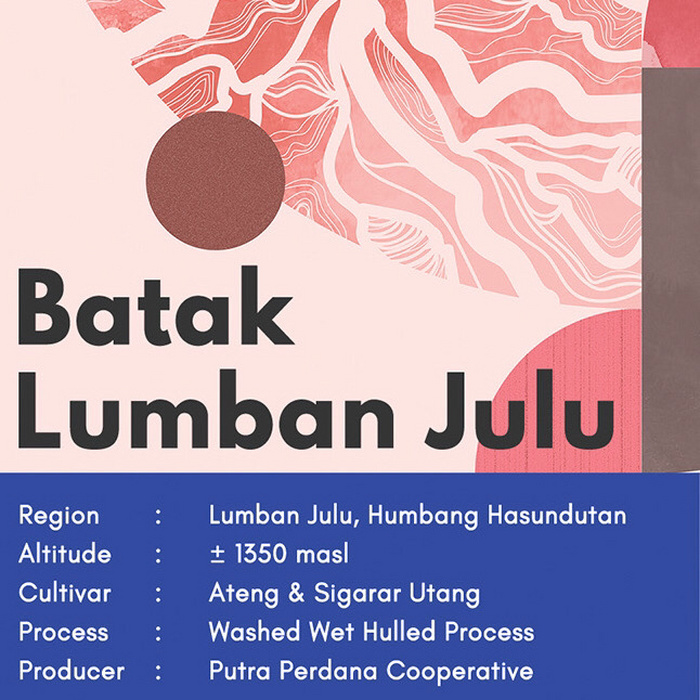 Batak
Lumban Julu
Region : Lumban Julu, Humbang Hasundutan
Altitude : ± 1350 masl
Cultivar : Ateng & Sigarar Utang
Process : Washed Wet Hulled Process
Producer : Putra Perdana Cooperative